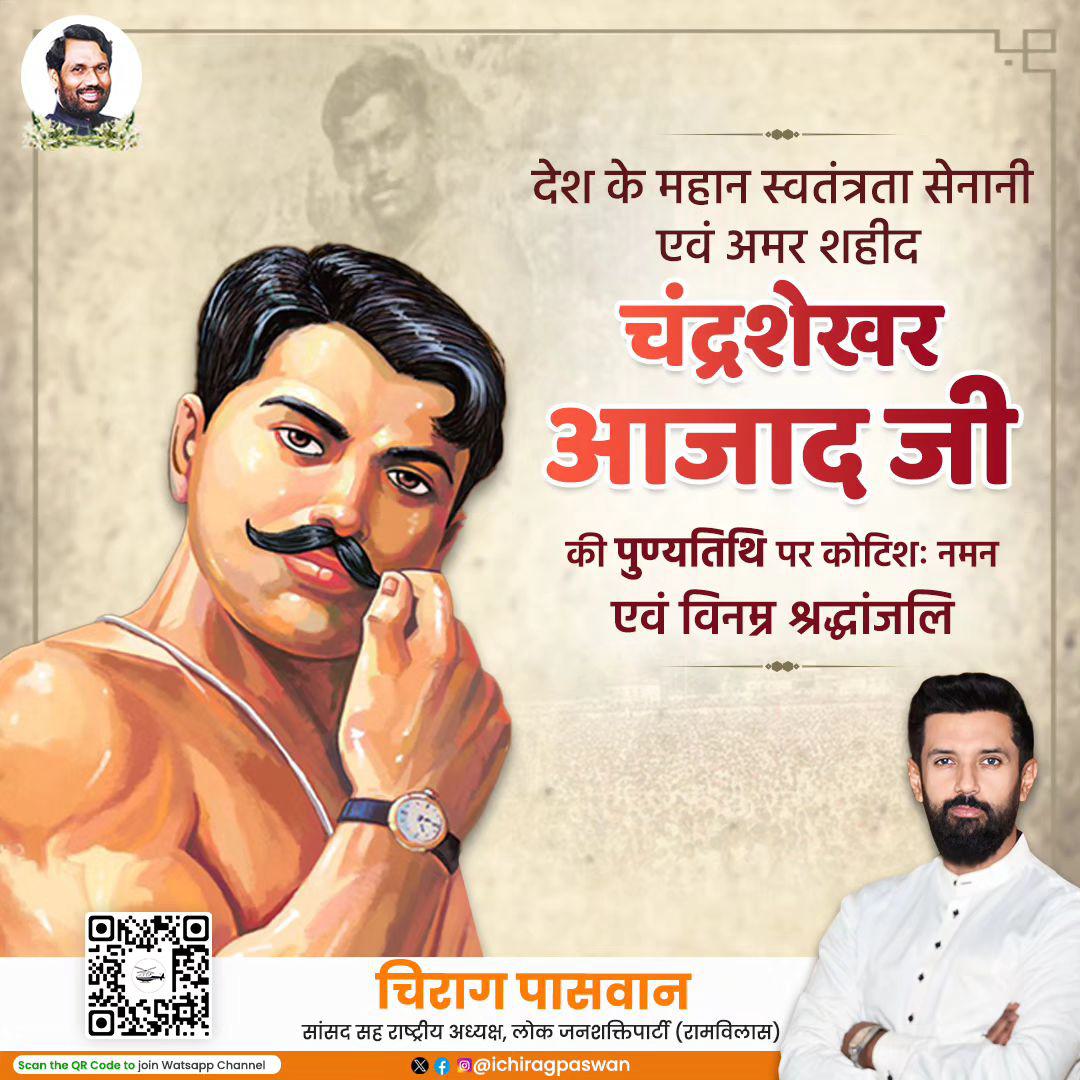 देश के महान स्वतंत्रता सेनानी
एवं अमर शहीद
चंद्रशेखर
आजाद जी
की पुण्यतिथि पर कोटिशः नमन
एवं विनम्र श्रद्धांजलि
चिराग पासवान
सांसद सह राष्ट्रीय अध्यक्ष, लोक जनशक्तिपार्टी (रामविलास)
Scan the QR Code to join Watsapp Channel
@ichiragpaswan